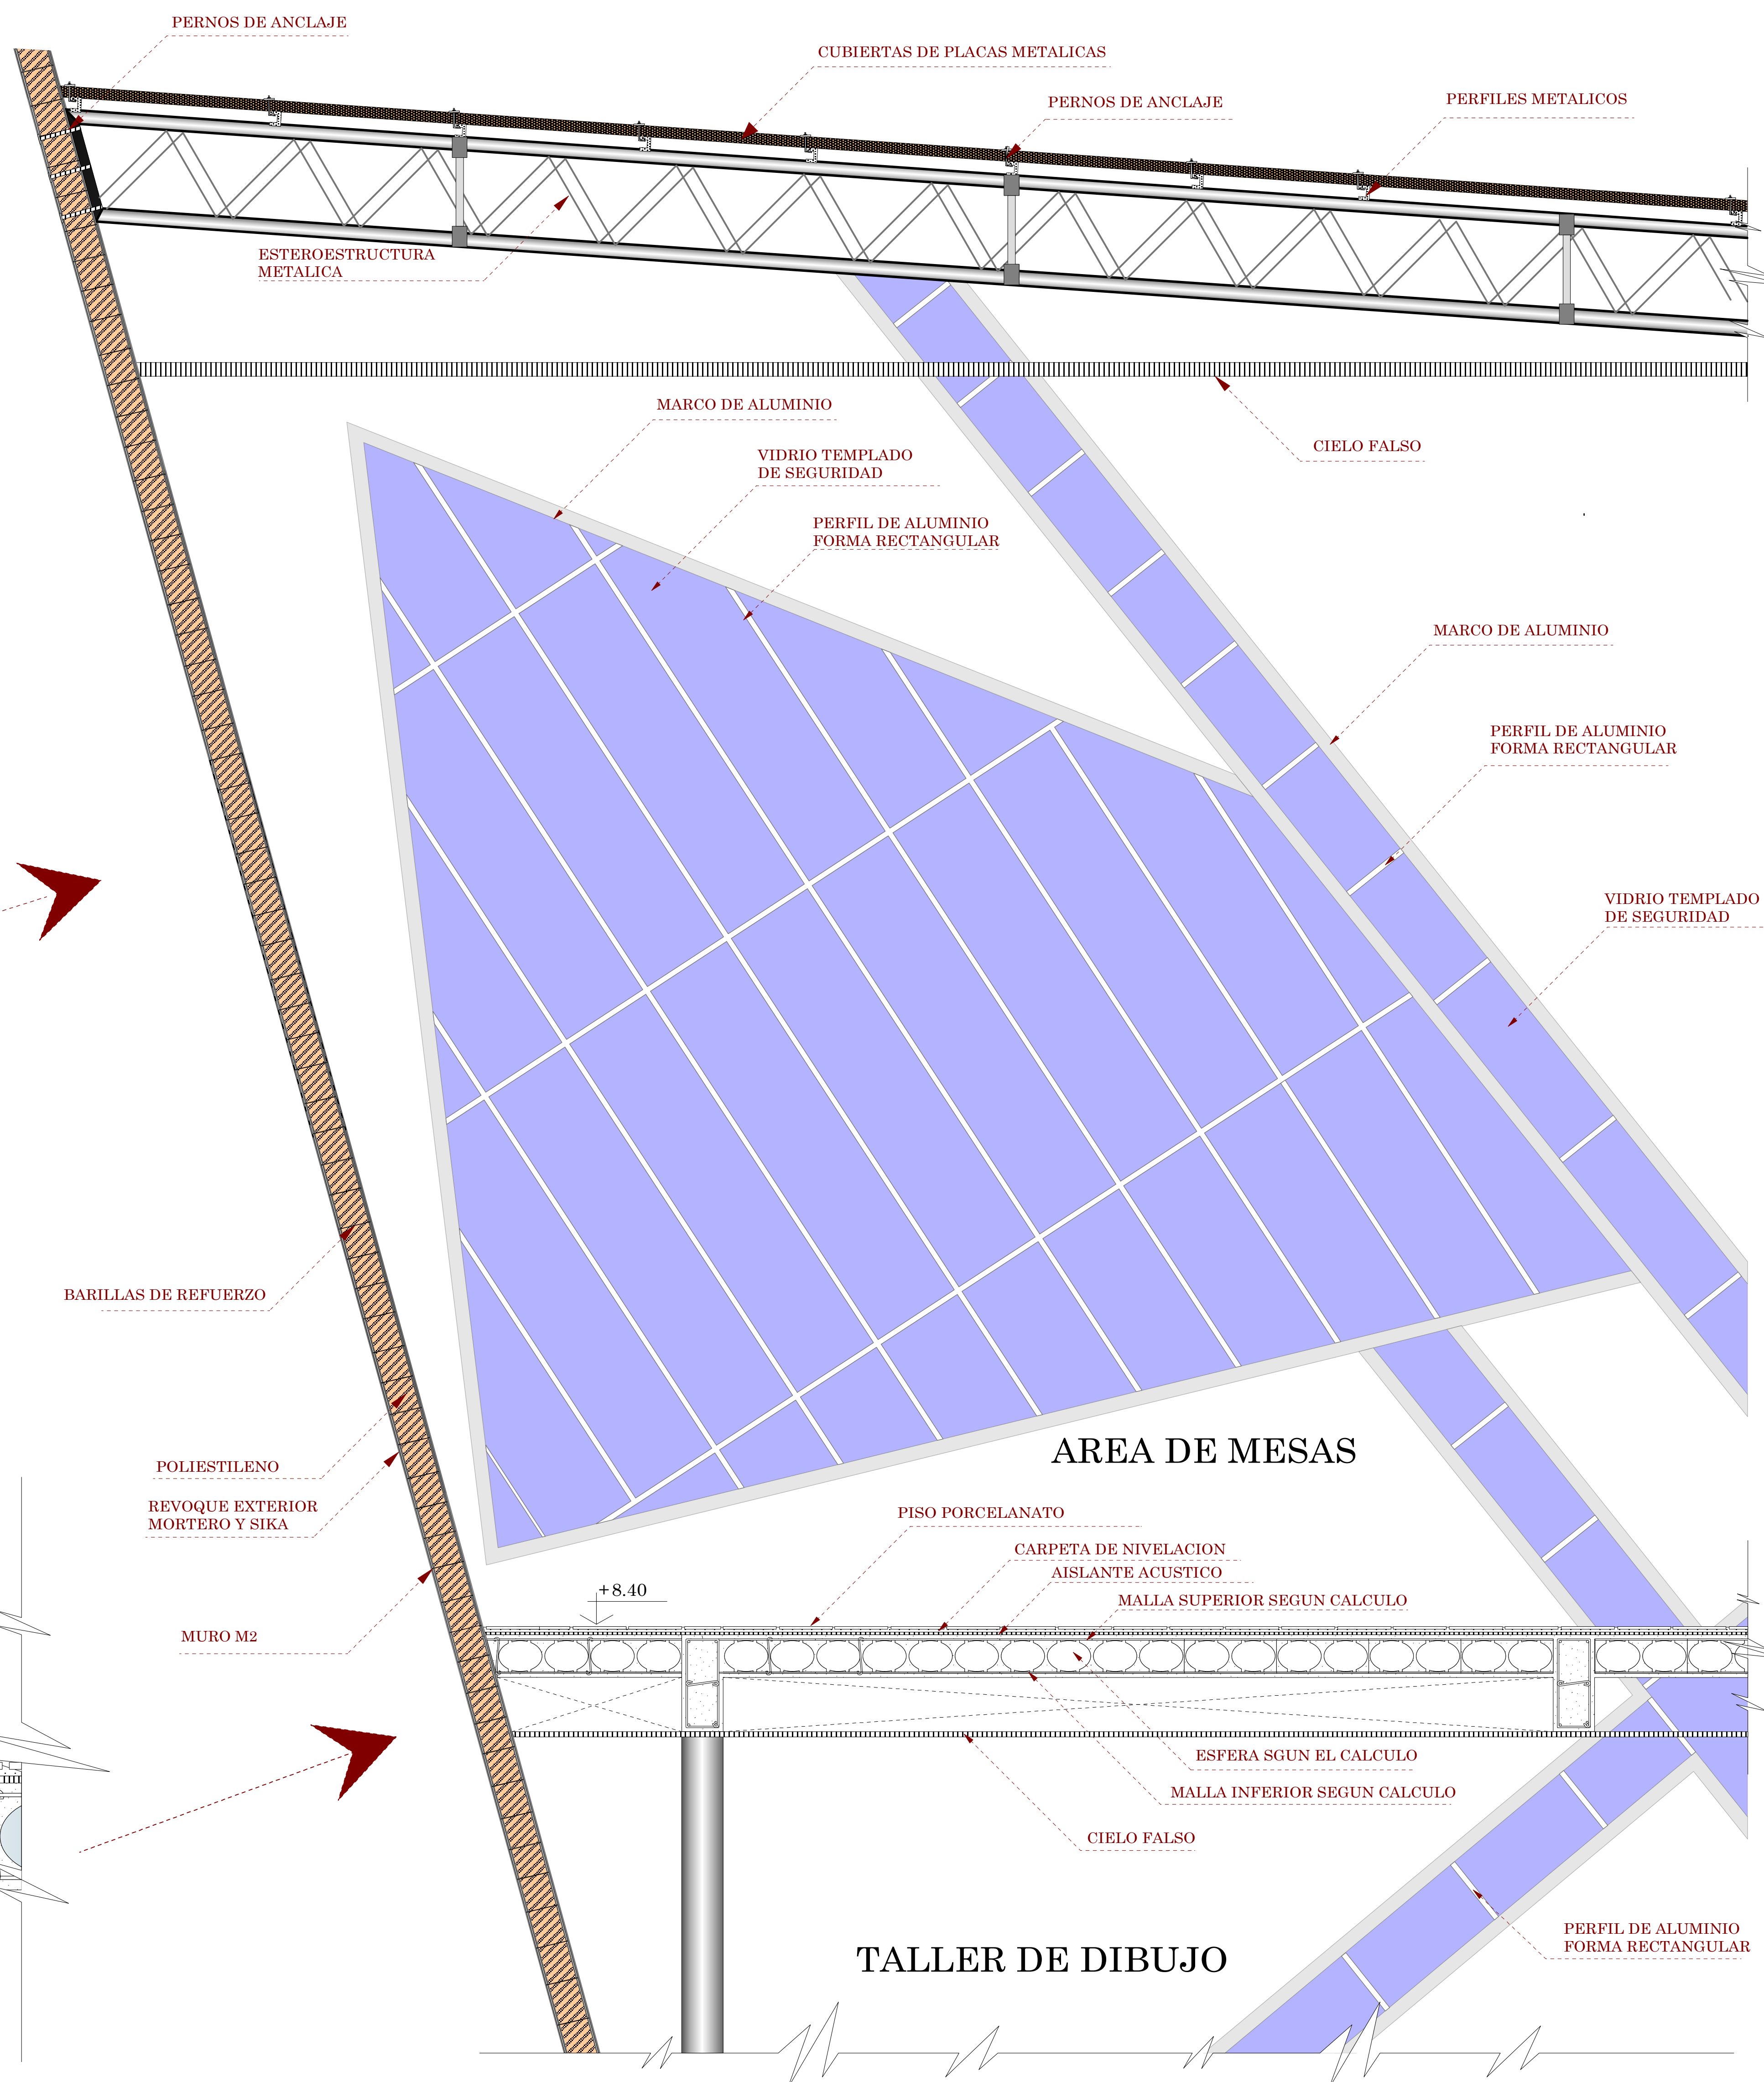 PERNOS DE ANCLAJE
CUBIERTAS DE PLACAS METALICAS
PERNOS DE ANCLAJE
PERFILES METALICOS
ESTEROESTRUCTURA
METALICA
MARCO DE ALUMINIO
CIELO FALSO
VIDRIO TEMPLADO
DE SEGURIDAD
PERFIL DE ALUMINIO
FORMA RECTANGULAR
MARCO DE ALUMINIO
PERFIL DE ALUMINIO
FORMA RECTANGULAR
VIDRIO TEMPLADO
DE SEGURIDAD
BARILLAS DE REFUERZO
AREA DE MESAS
POLIESTILENO
REVOQUE EXTERIOR
MORTERO Y SIKA
PISO PORCELANATO
CARPETA DE NIVELACION
AISLANTE ACUSTICO
+8.40
MALLA SUPERIOR SEGUN CALCULO
MURO M2
ESFERA SGUN EL CALCULO
MALLA INFERIOR SEGUN CALCULO
CIELO FALSO
PERFIL DE ALUMINIO
FORMA RECTANGULAR
TALLER DE DIBUJO